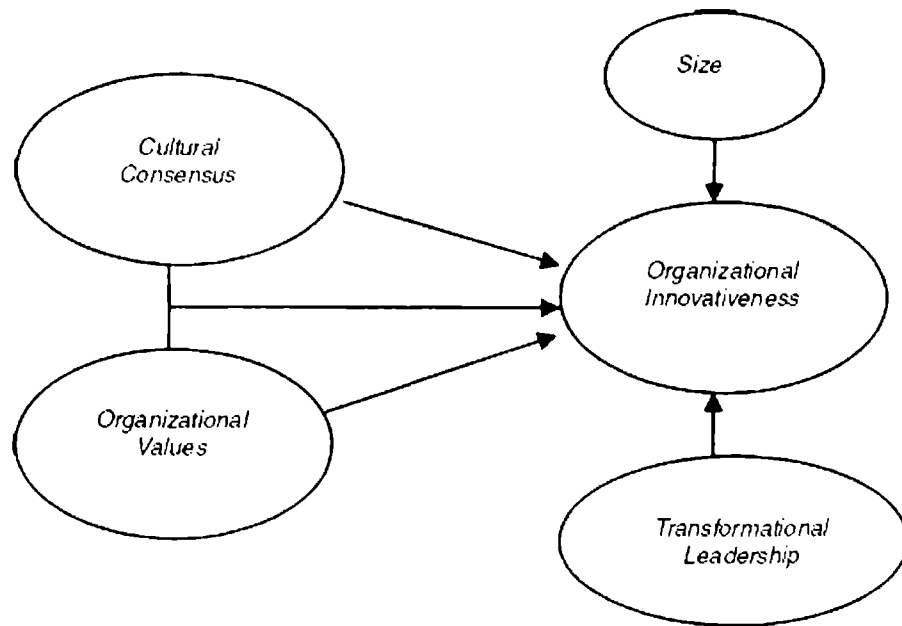 Size
Cultural
Consensus
Organizational
Innovativeness
Organizational
Values
Transformational
Leadership